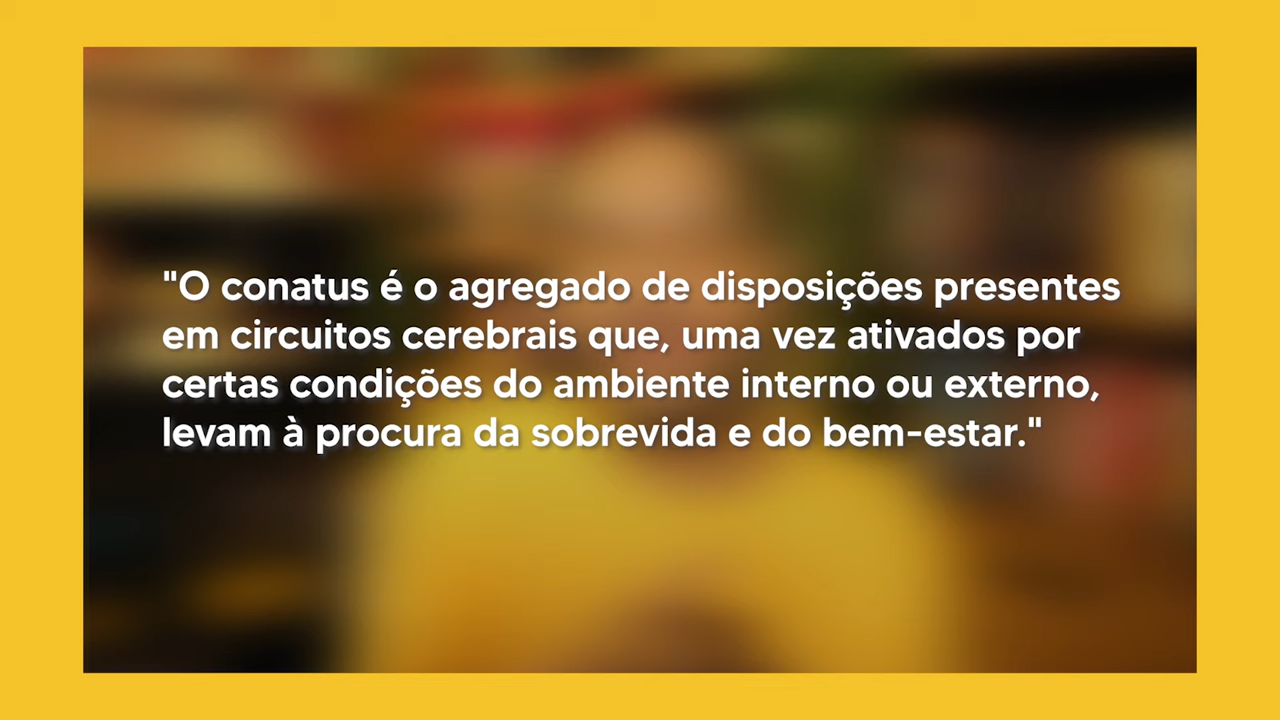 "O conatus é o agregado de disposições presentes
em circuitos cerebrais que, uma vez ativados por
certas condições do ambiente interno ou externo,
levam à procura da sobrevida e do bem-estar."